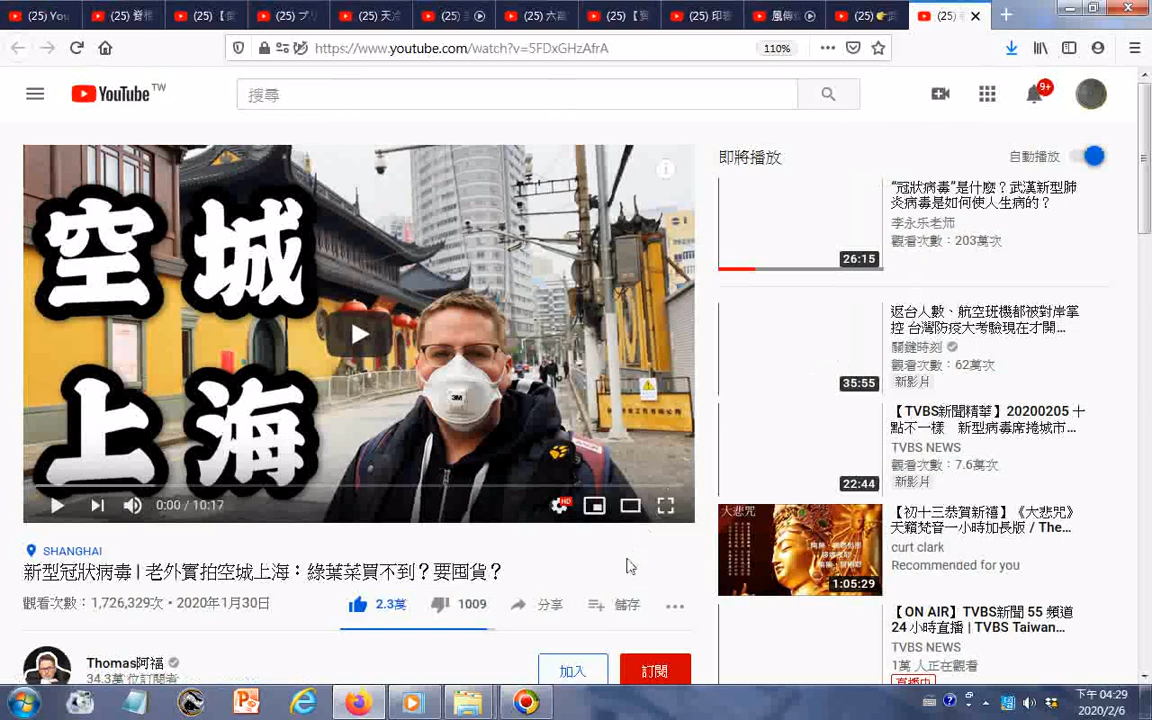 (25) You
(25) 脊椎
(25) 【
(25) プリ
(25) 天冷
(25)
(25) 六
(25) 【
(25) 印
風傳
(25)
(25)
https://www.youtube.com/watch?v=5FDxGHzAfrA
110%
YouTube TW
搜尋
9+
空城
上海
3M
0:00 / 10:17
HD
SHANGHAI
新型冠狀病毒 | 老外實拍空城上海：綠葉菜買不到？要囤貨？
觀看次數：1,726,329次 • 2020年1月30日
2.3萬
1009
分享
儲存
Thomas阿福
34.3萬 位訂閱者
加入
訂閱
即將播放
自動播放
26:15
“冠狀病毒”是什麼？武漢新型肺
炎病毒是如何使人生病的？
李永乐老师
觀看次數：203萬次
35:55
返台人數、航空班機都被對岸掌
控 台灣防疫大考驗現在才開...
關鍵時刻
觀看次數：62萬次
新影片
22:44
【TVBS新聞精華】20200205 十
點不一樣 新型病毒席捲城市...
TVBS NEWS
觀看次數：7.6萬次
新影片
大悲咒
1:05:29
【初十三恭賀新禧】《大悲咒》
天籟梵音一小時加長版 / The...
curt clark
Recommended for you
【ON AIR】TVBS新聞 55 頻道
24 小時直播 | TVBS Taiwan...
TVBS NEWS
1萬 人正在觀看
直播中
下午 04:29
2020/2/6